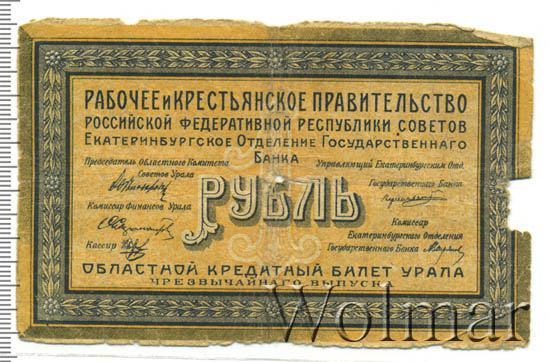 РАБОЧЕЕ И КРЕСТЬЯНСКОЕ ПРАВИТЕЛЬСТВО
РОССИЙСКОЙ ФЕДЕРАТИВНОЙ РЕСПУБЛИКИ СОВЕТОВ
ЕКАТЕРИНБУРГСКОЕ ОТДЕЛЕНИЕ ГОСУДАРСТВЕННАГО
БАНКА
Председатель Областного Комитета
Советов Урала
Комиссар Финансов Урала
Кассир
РУБЛЬ
Управляющий Екатеринбургским Отд.
Государственного Банка
Комиссар
Екатеринбургского Отделения
Государственного Банка
ОБЛАСТНОЙ КРЕДИТНЫЙ БИЛЕТ УРАЛА
ЧРЕЗВЫЧАЙНАГО ВЫПУСКА
Wolmar